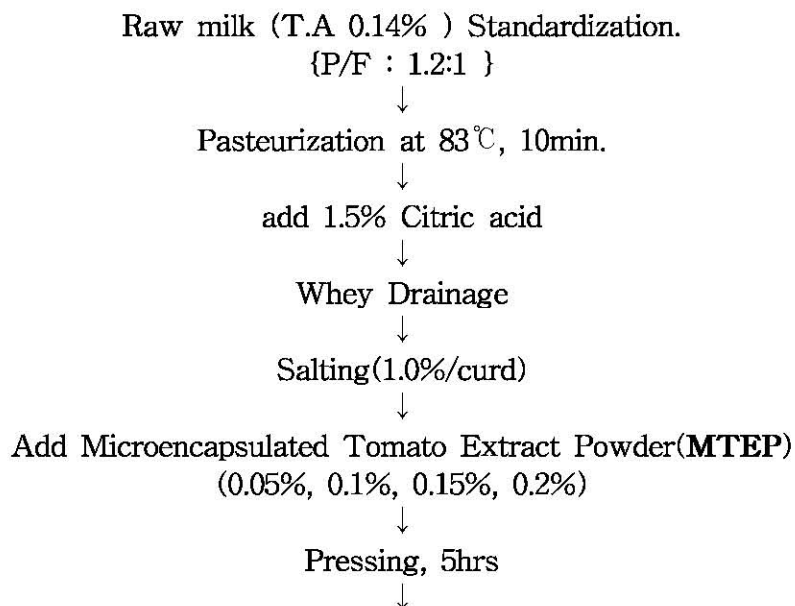 Raw milk (T.A 0.14% ) Standardization.
{P/F : 1.2:1 }
↓
Pasteurization at 83℃, 10min.
↓
add 1.5% Citric acid
↓
Whey Drainage
↓
Salting(1.0%/curd)
↓
Add Microencapsulated Tomato Extract Powder(MTEP)
(0.05%, 0.1%, 0.15%, 0.2%)
↓
Pressing, 5hrs
↓